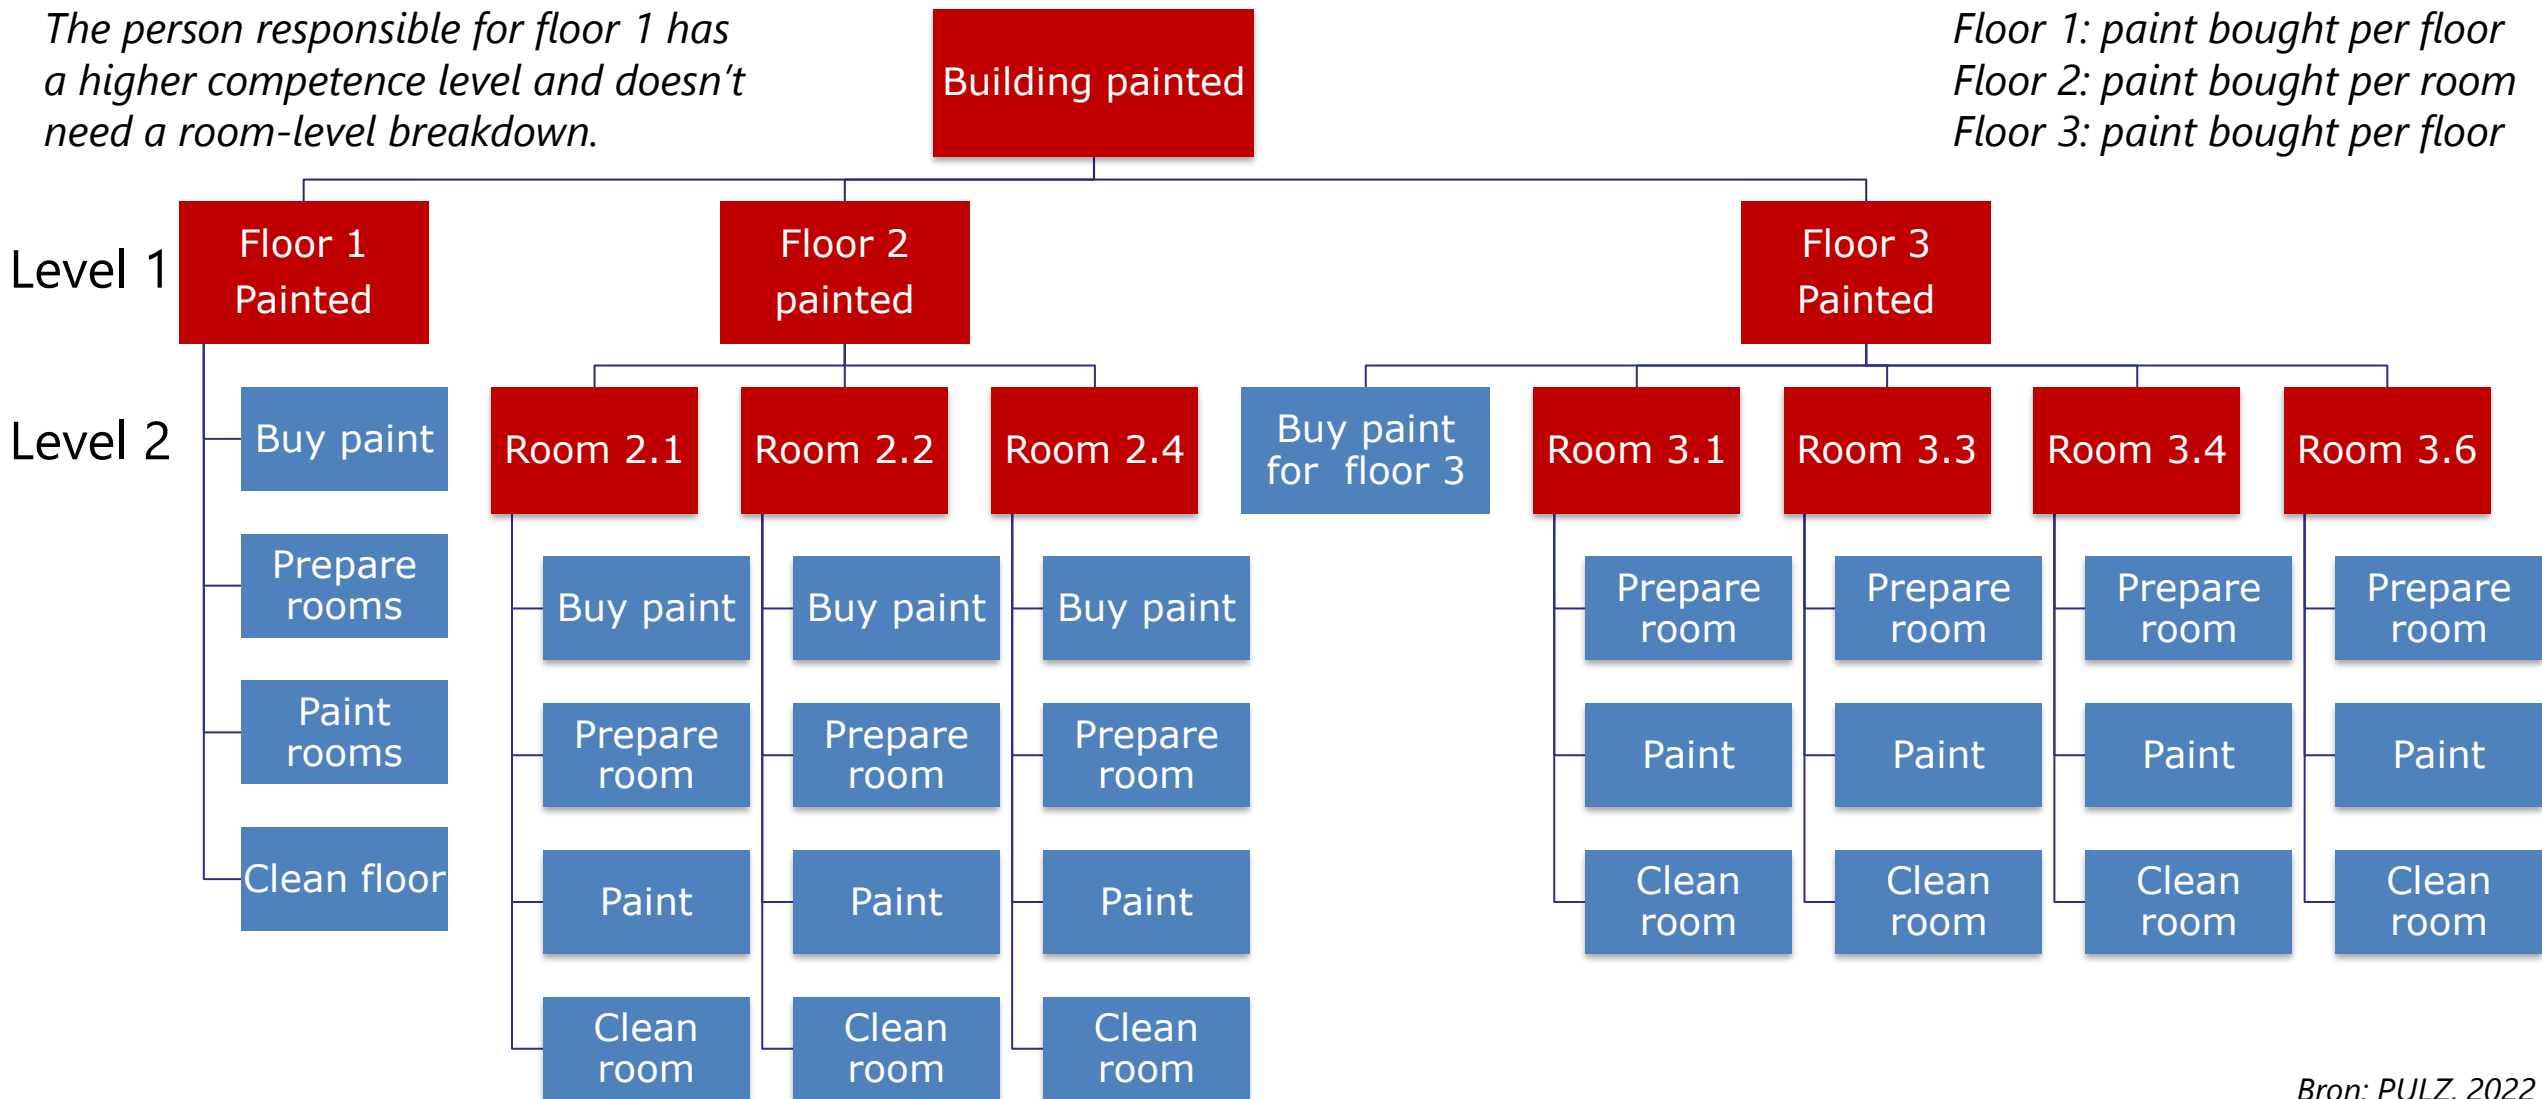 The person responsible for floor 1 has
a higher competence level and doesn't
need a room-level breakdown.
Building painted
Floor 1: paint bought per floor
Floor 2: paint bought per room
Floor 3: paint bought per floor
Level 1
Floor 1
Painted
Floor 2
painted
Floor 3
Painted
Level 2
Buy paint
Prepare
rooms
Paint
rooms
Clean floor
Room 2.1
Buy paint
Prepare
room
Paint
Clean
room
Room 2.2
Buy paint
Prepare
room
Paint
Clean
room
Room 2.4
Buy paint
Prepare
room
Paint
Clean
room
Buy paint
for floor 3
Room 3.1
Prepare
room
Paint
Clean
room
Room 3.3
Prepare
room
Paint
Clean
room
Room 3.4
Prepare
room
Paint
Clean
room
Room 3.6
Prepare
room
Paint
Clean
room
Bron: PULZ, 2022